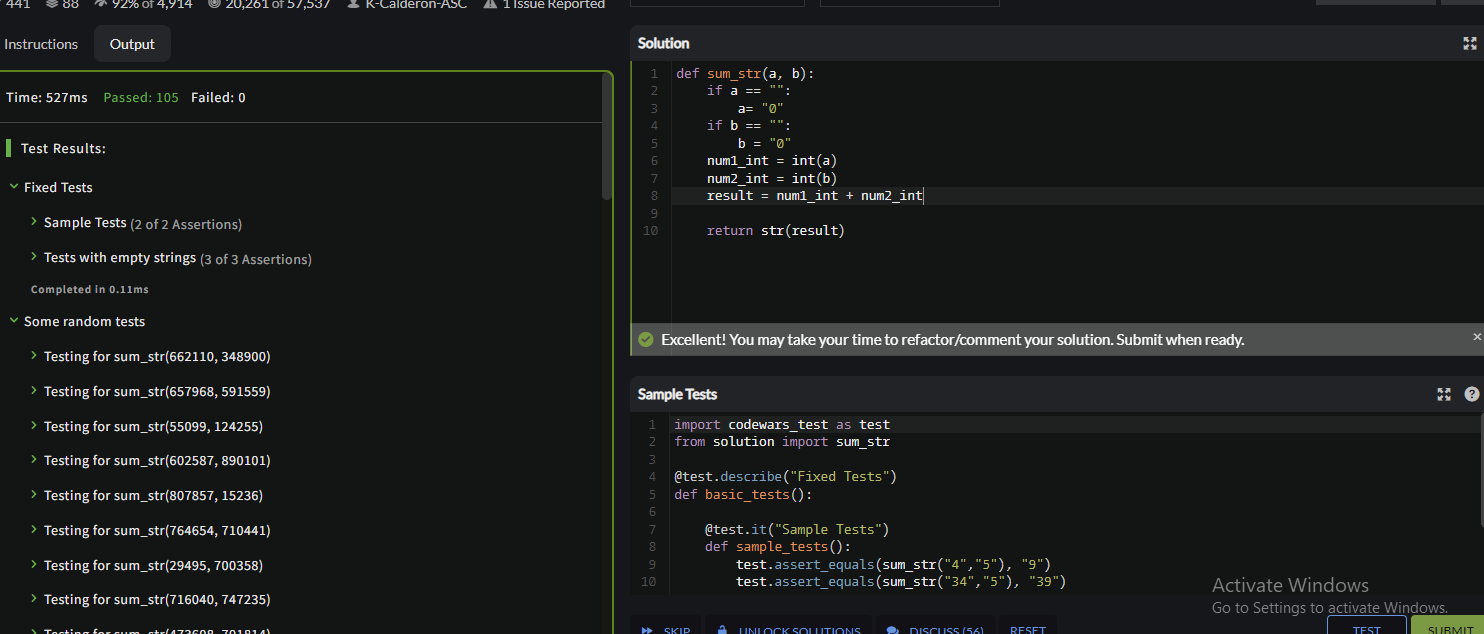 441 88 92% of 4,914 20,261 of 57,537 K-Calderon-ASC 1 Issue Reported
Instructions Output
Time: 527ms Passed: 105 Failed: 0
Test Results:
Fixed Tests
Sample Tests (2 of 2 Assertions)
Tests with empty strings (3 of 3 Assertions)
Completed in 0.11ms
Some random tests
Testing for sum_str(662110, 348900)
Testing for sum_str(657968, 591559)
Testing for sum_str(55099, 124255)
Testing for sum_str(602587, 890101)
Testing for sum_str(807857, 15236)
Testing for sum_str(764654, 710441)
Testing for sum_str(29495, 700358)
Testing for sum_str(716040, 747235)
Testing for sum_str(473698, 701814)
Solution
1 def sum_str(a, b):
2 if a == "":
3 a= "0"
4 if b == "":
5 b = "0"
6 num1_int = int(a)
7 num2_int = int(b)
8 result = num1_int + num2_int
9
10 return str(result)
Excellent! You may take your time to refactor/comment your solution. Submit when ready.
Sample Tests
1 import codewars_test as test
2 from solution import sum_str
3
4 @test.describe("Fixed Tests")
5 def basic_tests():
6
7 @test.it("Sample Tests")
8 def sample_tests():
9 test.assert_equals(sum_str("4","5"), "9")
10 test.assert_equals(sum_str("34","5"), "39")
Activate Windows
Go to Settings to activate Windows.
SKIP UNLOCK SOLUTIONS DISCUSS (56) RESET TEST SUBMIT